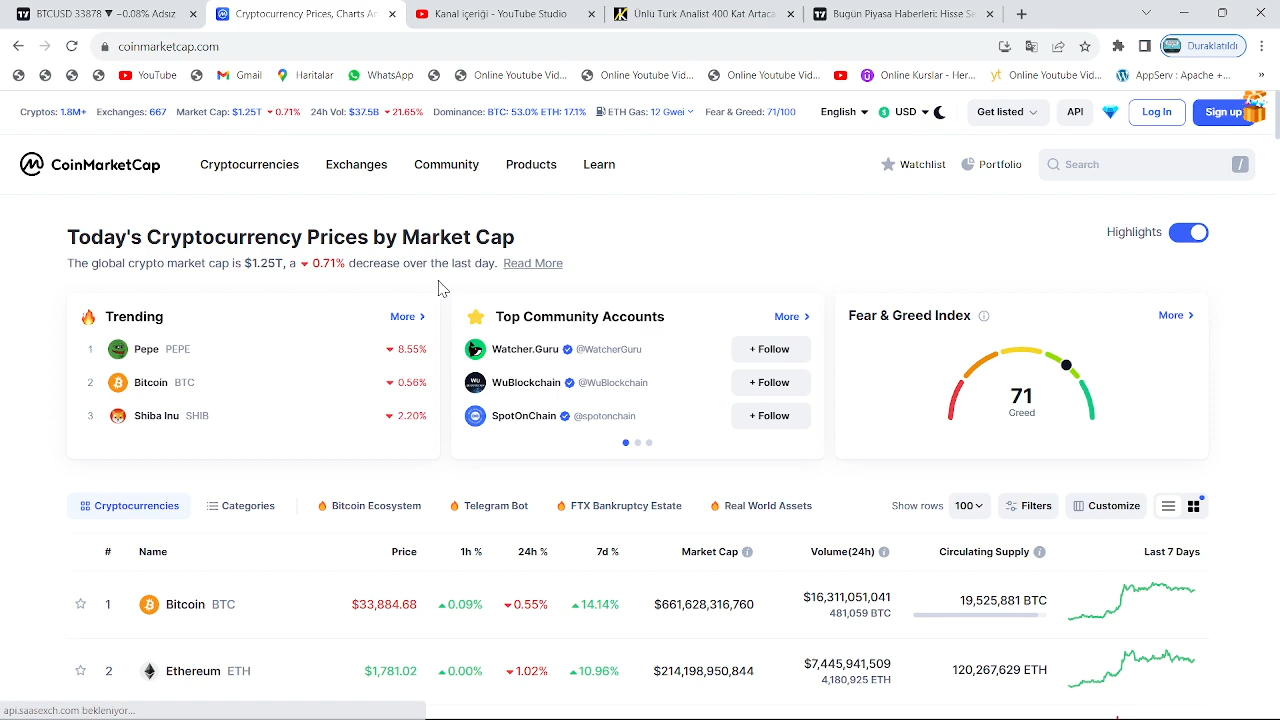 BTCUSD 33873 ▼ −0.08% Adsız
Cryptocurrency Prices, Charts An
Kanal içeriği - YouTube Studio
Ünlü Türk Analist de Fiat Artaca
Bugün Piyasa Haberleri: Hisse Se
coinmarketcap.com
Duraklatıldı
YouTube
Gmail
Haritalar
WhatsApp
Online Youtube Vid...
Online Youtube Vid...
Online Youtube Vid...
Online Kurslar - Her...
Online Youtube Vid...
AppServ : Apache +...
»
Cryptos: 1.8M+ Exchanges: 667 Market Cap: $1.25T ▼ 0.71% 24h Vol: $37.5B ▼ 21.65% Dominance: BTC: 53.0% ETH: 17.1% ETH Gas: 12 Gwei Fear & Greed: 71/100
English
USD
Get listed
API
Log In
Sign up
CoinMarketCap
Cryptocurrencies
Exchanges
Community
Products
Learn
Watchlist
Portfolio
Search
/
Today's Cryptocurrency Prices by Market Cap
Highlights
The global crypto market cap is $1.25T, a ▼ 0.71% decrease over the last day. Read More
Trending
More >
1 Pepe PEPE ▼ 8.55%
2 Bitcoin BTC ▼ 0.56%
3 Shiba Inu SHIB ▼ 2.20%
Top Community Accounts
More >
Watcher.Guru @WatcherGuru + Follow
WU
WuBlockchain @WuBlockchain + Follow
SpotOnChain @spotonchain + Follow
Fear & Greed Index
More >
71
Greed
Cryptocurrencies
Categories
Bitcoin Ecosystem
Telegram Bot
FTX Bankruptcy Estate
Real World Assets
Show rows
100
Filters
Customize
# Name Price 1h % 24h % 7d % Market Cap Volume(24h) Circulating Supply Last 7 Days
1 Bitcoin BTC $33,884.68 ▲ 0.09% ▼ 0.55% ▲ 14.14% $661,628,316,760 $16,311,051,041 19,525,881 BTC
481,059 BTC
2 Ethereum ETH $1,781.02 ▲ 0.00% ▼ 1.02% ▲ 10.96% $214,198,950,844 $7,445,941,509 120,267,629 ETH
4,180,925 ETH
api.saasexch.com bekleniyor...